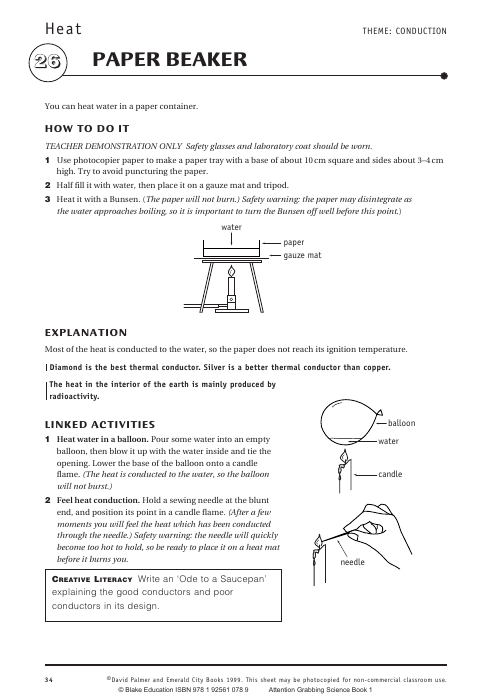 Heat
THEME: CONDUCTION
26
PAPER BEAKER
You can heat water in a paper container.
HOW TO DO IT
TEACHER DEMONSTRATION ONLY Safety glasses and laboratory coat should be worn.
1 Use photocopier paper to make a paper tray with a base of about 10 cm square and sides about 3–4 cm
high. Try to avoid puncturing the paper.
2 Half fill it with water, then place it on a gauze mat and tripod.
3 Heat it with a Bunsen. (The paper will not burn.) Safety warning: the paper may disintegrate as
the water approaches boiling, so it is important to turn the Bunsen off well before this point.)
water
paper
gauze mat
EXPLANATION
Most of the heat is conducted to the water, so the paper does not reach its ignition temperature.
Diamond is the best thermal conductor. Silver is a better thermal conductor than copper.
The heat in the interior of the earth is mainly produced by
radioactivity.
LINKED ACTIVITIES
1 Heat water in a balloon. Pour some water into an empty
balloon, then blow it up with the water inside and tie the
opening. Lower the base of the balloon onto a candle
flame. (The heat is conducted to the water, so the balloon
will not burst.)
2 Feel heat conduction. Hold a sewing needle at the blunt
end, and position its point in a candle flame. (After a few
moments you will feel the heat which has been conducted
through the needle.) Safety warning: the needle will quickly
become too hot to hold, so be ready to place it on a heat mat
before it burns you.
balloon
water
candle
needle
CREATIVE LITERACY Write an 'Ode to a Saucepan'
explaining the good conductors and poor
conductors in its design.
34
©David Palmer and Emerald City Books 1999. This sheet may be photocopied for non-commercial classroom use.
© Blake Education ISBN 978 1 92561 078 9 Attention Grabbing Science Book 1